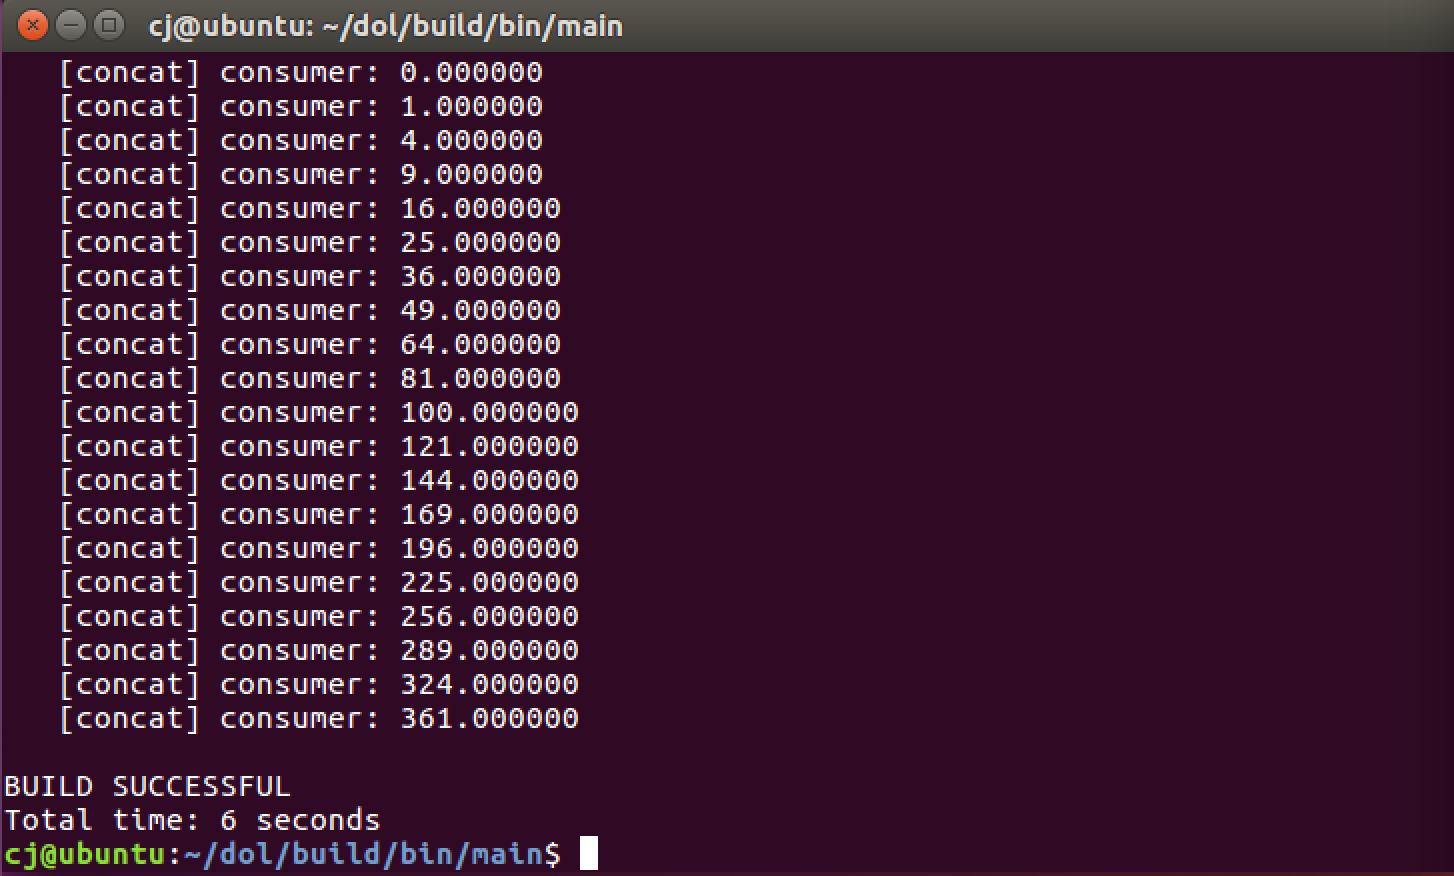 cj@ubuntu: ~/dol/build/bin/main
[concat] consumer: 0.000000
[concat] consumer: 1.000000
[concat] consumer: 4.000000
[concat] consumer: 9.000000
[concat] consumer: 16.000000
[concat] consumer: 25.000000
[concat] consumer: 36.000000
[concat] consumer: 49.000000
[concat] consumer: 64.000000
[concat] consumer: 81.000000
[concat] consumer: 100.000000
[concat] consumer: 121.000000
[concat] consumer: 144.000000
[concat] consumer: 169.000000
[concat] consumer: 196.000000
[concat] consumer: 225.000000
[concat] consumer: 256.000000
[concat] consumer: 289.000000
[concat] consumer: 324.000000
[concat] consumer: 361.000000
BUILD SUCCESSFUL
Total time: 6 seconds
cj@ubuntu:~/dol/build/bin/main$